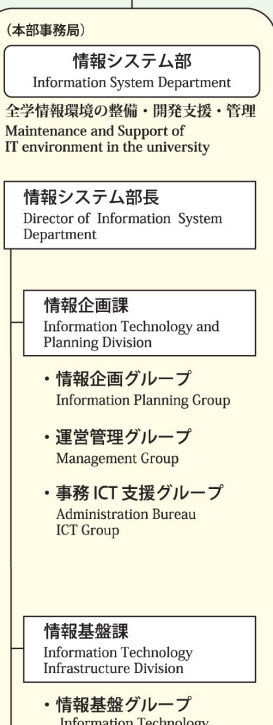 （本部事務局）
情報システム部
Information System Department
全学情報環境の整備・開発支援・管理
Maintenance and Support of
IT environment in the university
情報システム部長
Director of Information System
Department
情報企画課
Information Technology and
Planning Division
・情報企画グループ
Information Planning Group
・運営管理グループ
Management Group
・事務 ICT 支援グループ
Administration Bureau
ICT Group
情報基盤課
Information Technology
Infrastructure Division
・情報基盤グループ
Information Technology